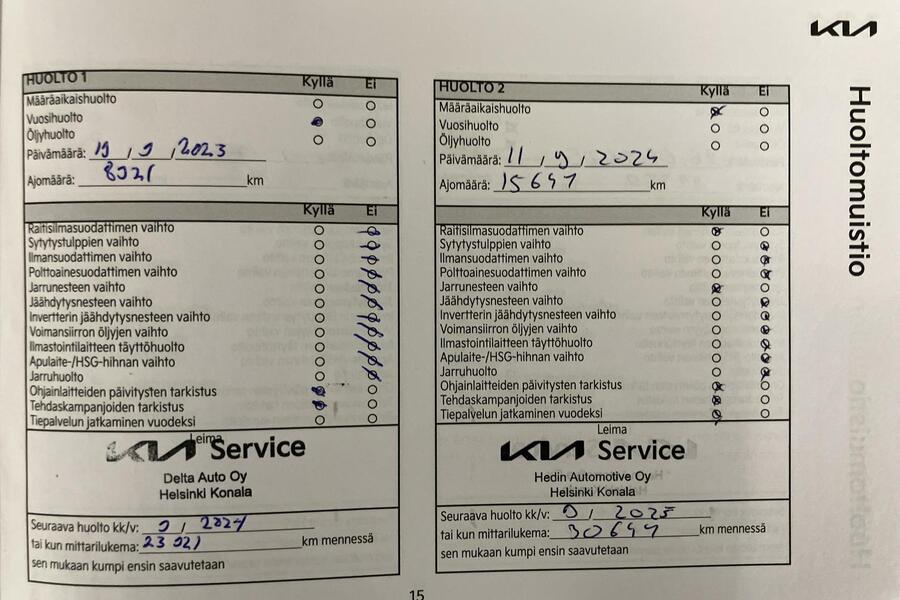 KIA
Huoltomuistio
HUOLTO 1 Kyllä Ei
Määräaikaishuolto
Vuosihuolto
Öljyhuolto
Päivämäärä: 19 / 9 / 2023
Ajomäärä: 8021 km
Kyllä Ei
Raitisilmasuodattimen vaihto
Sytytystulppien vaihto
Ilmansuodattimen vaihto
Polttoainesuodattimen vaihto
Jarrunesteen vaihto
Jäähdytysnesteen vaihto
Invertterin jäähdytysnesteen vaihto
Voimansiirron öljyjen vaihto
Ilmastointilaitteen täyttöhuolto
Apulaite-/HSG-hihnan vaihto
Jarruhuolto
Ohjainlaitteiden päivitysten tarkistus
Tehdaskampanjoiden tarkistus
Tiepalvelun jatkaminen vuodeksi
Leima
KIA Service
Delta Auto Oy
Helsinki Konala
Seuraava huolto kk/v: 9 / 2024
tai kun mittarilukema: 23 021 km mennessä
sen mukaan kumpi ensin saavutetaan
HUOLTO 2 Kyllä Ei
Määräaikaishuolto
Vuosihuolto
Öljyhuolto
Päivämäärä: 11 / 9 / 2024
Ajomäärä: 15647 km
Kyllä Ei
Raitisilmasuodattimen vaihto
Sytytystulppien vaihto
Ilmansuodattimen vaihto
Polttoainesuodattimen vaihto
Jarrunesteen vaihto
Jäähdytysnesteen vaihto
Invertterin jäähdytysnesteen vaihto
Voimansiirron öljyjen vaihto
Ilmastointilaitteen täyttöhuolto
Apulaite-/HSG-hihnan vaihto
Jarruhuolto
Ohjainlaitteiden päivitysten tarkistus
Tehdaskampanjoiden tarkistus
Tiepalvelun jatkaminen vuodeksi
Leima
KIA Service
Hedin Automotive Oy
Helsinki Konala
Seuraava huolto kk/v: 9 / 2025
tai kun mittarilukema: 30647 km mennessä
sen mukaan kumpi ensin saavutetaan
15